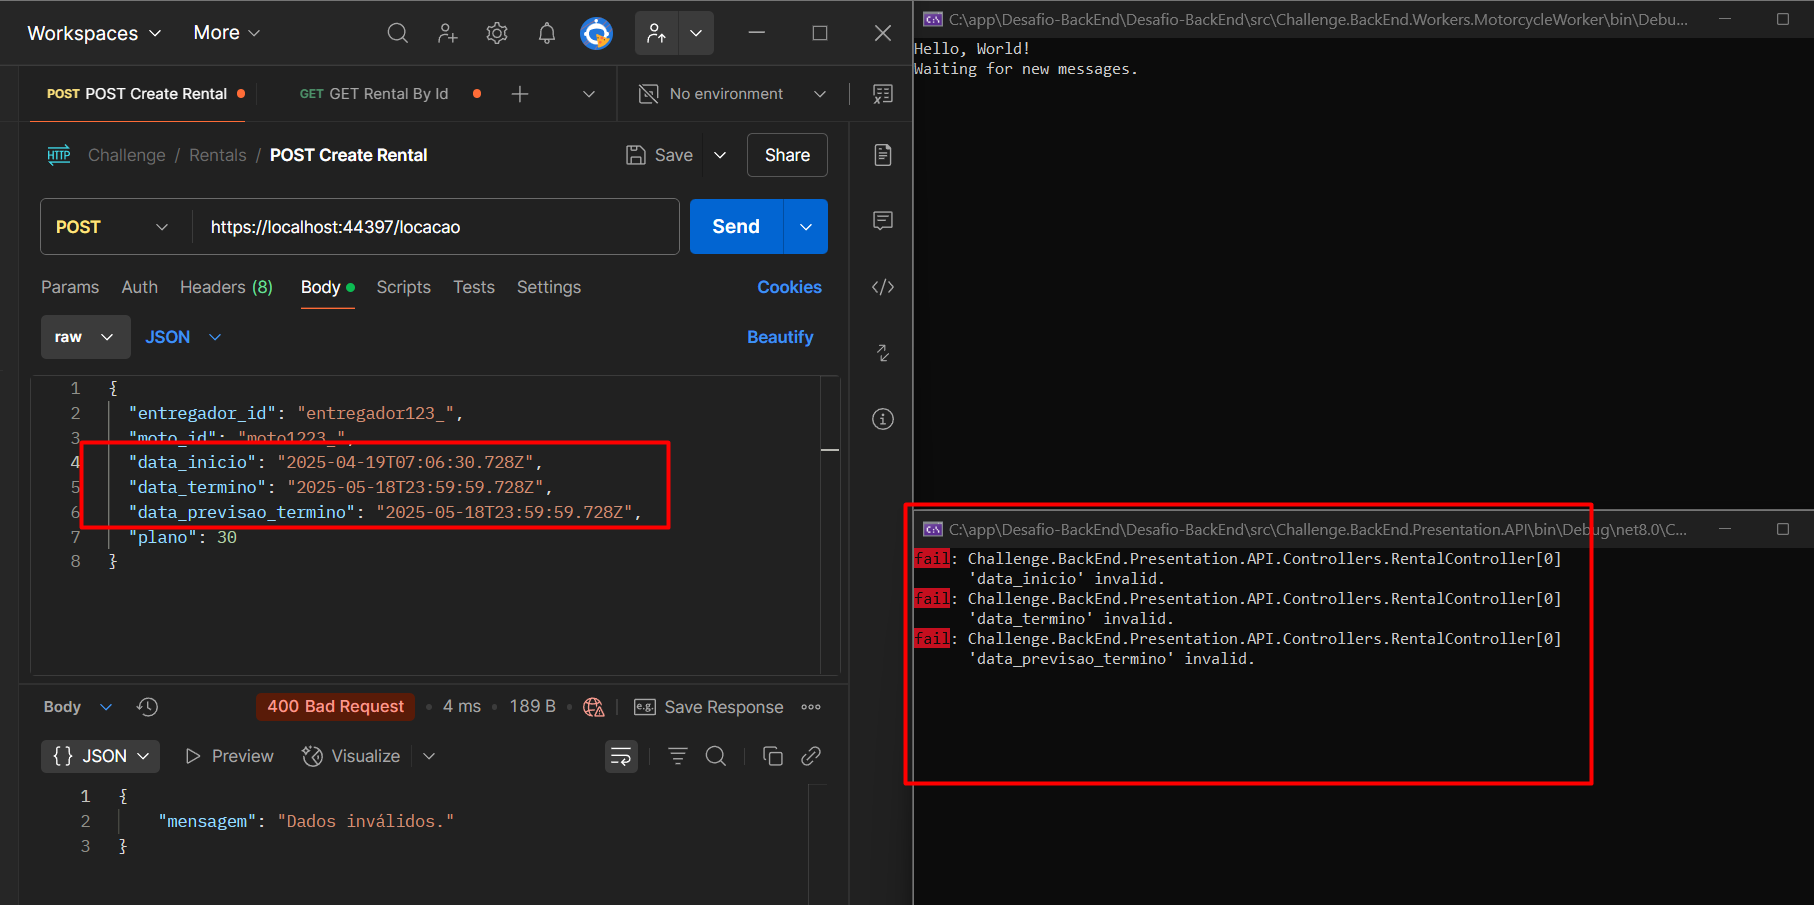 Workspaces
More
POST POST Create Rental
GET GET Rental By Id
No environment
HTTP
Challenge / Rentals / POST Create Rental
Save
Share
POST
https://localhost:44397/locacao
Send
Params
Auth
Headers (8)
Body
Scripts
Tests
Settings
Cookies
raw
JSON
Beautify
1 {
2 "entregador_id": "entregador123_",
3 "moto_id": "moto1223_",
4 "data_inicio": "2025-04-19T07:06:30.728Z",
5 "data_termino": "2025-05-18T23:59:59.728Z",
6 "data_previsao_termino": "2025-05-18T23:59:59.728Z",
7 "plano": 30
8 }
Body
400 Bad Request • 4 ms • 189 B
e.g. Save Response
{} JSON
Preview
Visualize
1 {
2 "mensagem": "Dados inválidos."
3 }
C:\app\Desafio-BackEnd\Desafio-BackEnd\src\Challenge.BackEnd.Workers.MotorcycleWorker\bin\Debu...
Hello, World!
Waiting for new messages.
C:\app\Desafio-BackEnd\Desafio-BackEnd\src\Challenge.BackEnd.Presentation.API\bin\Debug\net8.0\C...
fail: Challenge.BackEnd.Presentation.API.Controllers.RentalController[0]
'data_inicio' invalid.
fail: Challenge.BackEnd.Presentation.API.Controllers.RentalController[0]
'data_termino' invalid.
fail: Challenge.BackEnd.Presentation.API.Controllers.RentalController[0]
'data_previsao_termino' invalid.